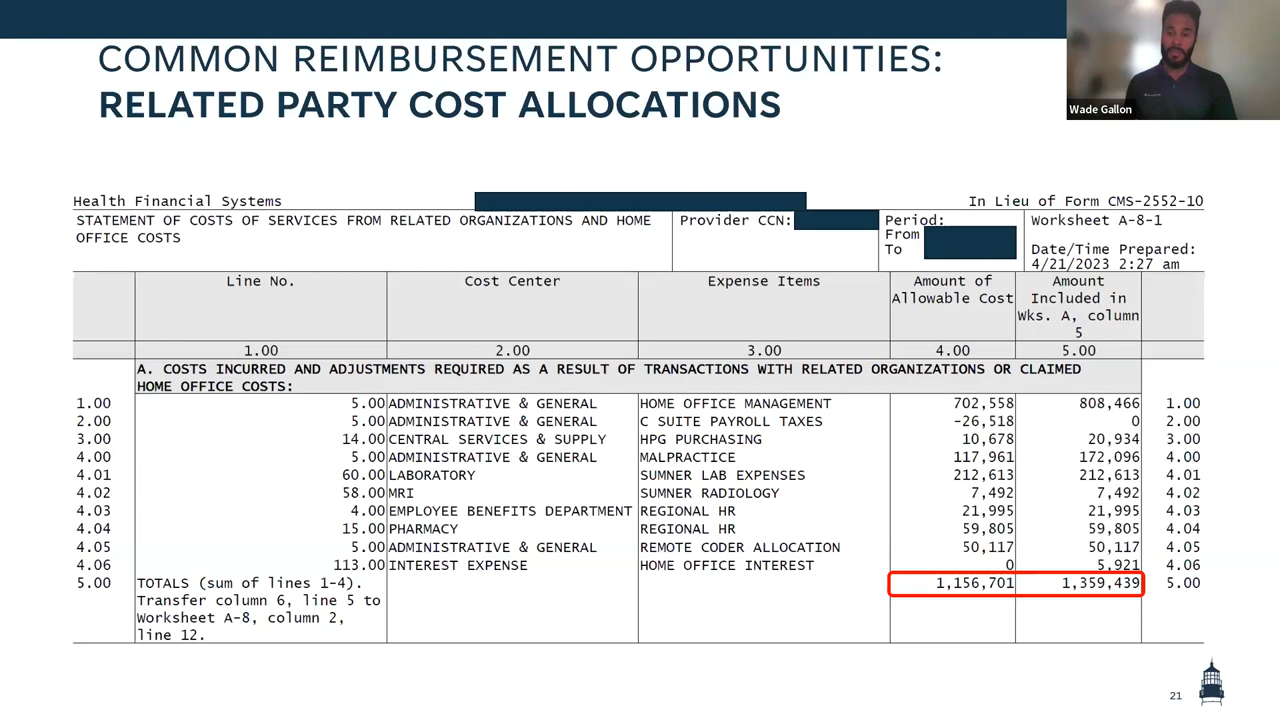 COMMON REIMBURSEMENT OPPORTUNITIES:
RELATED PARTY COST ALLOCATIONS
Wade Gallon
Health Financial Systems
In Lieu of Form CMS-2552-10
STATEMENT OF COSTS OF SERVICES FROM RELATED ORGANIZATIONS AND HOME
OFFICE COSTS
Provider CCN:
Period:
From
To
Worksheet A-8-1
Date/Time Prepared:
4/21/2023 2:27 am
Line No. Cost Center Expense Items Amount of Amount
Allowable Cost Included in
Wks. A, column
5
1.00 2.00 3.00 4.00 5.00
A. COSTS INCURRED AND ADJUSTMENTS REQUIRED AS A RESULT OF TRANSACTIONS WITH RELATED ORGANIZATIONS OR CLAIMED
HOME OFFICE COSTS:
1.00 5.00 ADMINISTRATIVE & GENERAL HOME OFFICE MANAGEMENT 702,558 808,466 1.00
2.00 5.00 ADMINISTRATIVE & GENERAL C SUITE PAYROLL TAXES -26,518 0 2.00
3.00 14.00 CENTRAL SERVICES & SUPPLY HPG PURCHASING 10,678 20,934 3.00
4.00 5.00 ADMINISTRATIVE & GENERAL MALPRACTICE 117,961 172,096 4.00
4.01 60.00 LABORATORY SUMNER LAB EXPENSES 212,613 212,613 4.01
4.02 58.00 MRI SUMNER RADIOLOGY 7,492 7,492 4.02
4.03 4.00 EMPLOYEE BENEFITS DEPARTMENT REGIONAL HR 21,995 21,995 4.03
4.04 15.00 PHARMACY REGIONAL HR 59,805 59,805 4.04
4.05 5.00 ADMINISTRATIVE & GENERAL REMOTE CODER ALLOCATION 50,117 50,117 4.05
4.06 113.00 INTEREST EXPENSE HOME OFFICE INTEREST 0 5,921 4.06
5.00 TOTALS (sum of lines 1-4). 1,156,701 1,359,439 5.00
Transfer column 6, line 5 to
Worksheet A-8, column 2,
line 12.
21